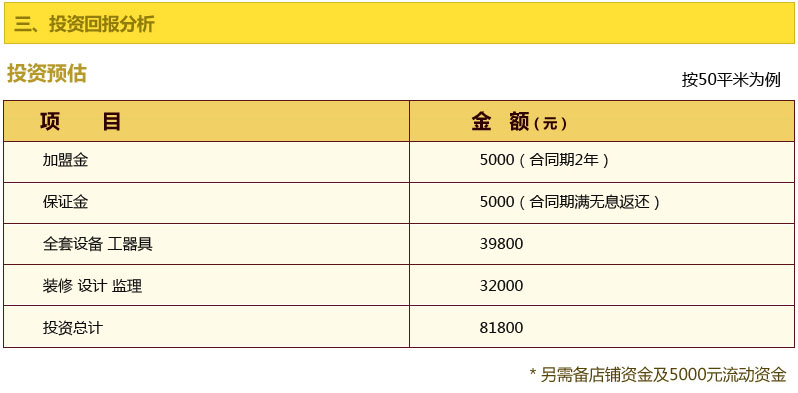 三、投资回报分析
投资预估
按50平米为例
项 目 金 额（元）
加盟金 5000（合同期2年）
保证金 5000（合同期满无息返还）
全套设备 工器具 39800
装修 设计 监理 32000
投资总计 81800
* 另需备店铺资金及5000元流动资金